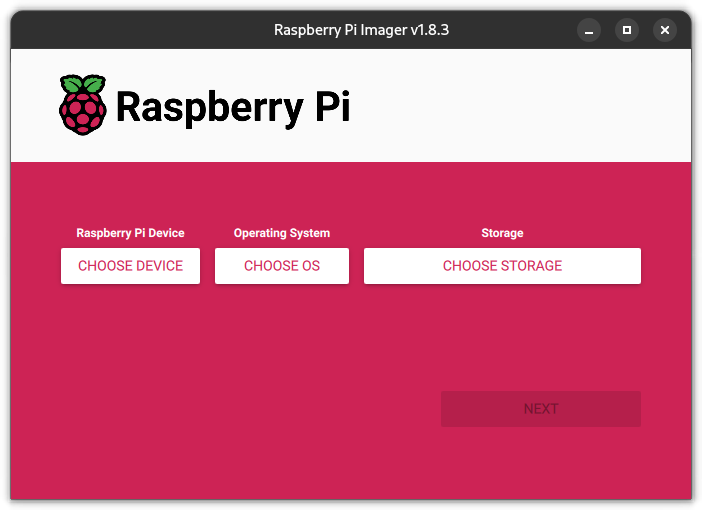 Raspberry Pi Imager v1.8.3
Raspberry Pi
Raspberry Pi Device
Operating System
Storage
CHOOSE DEVICE
CHOOSE OS
CHOOSE STORAGE
NEXT